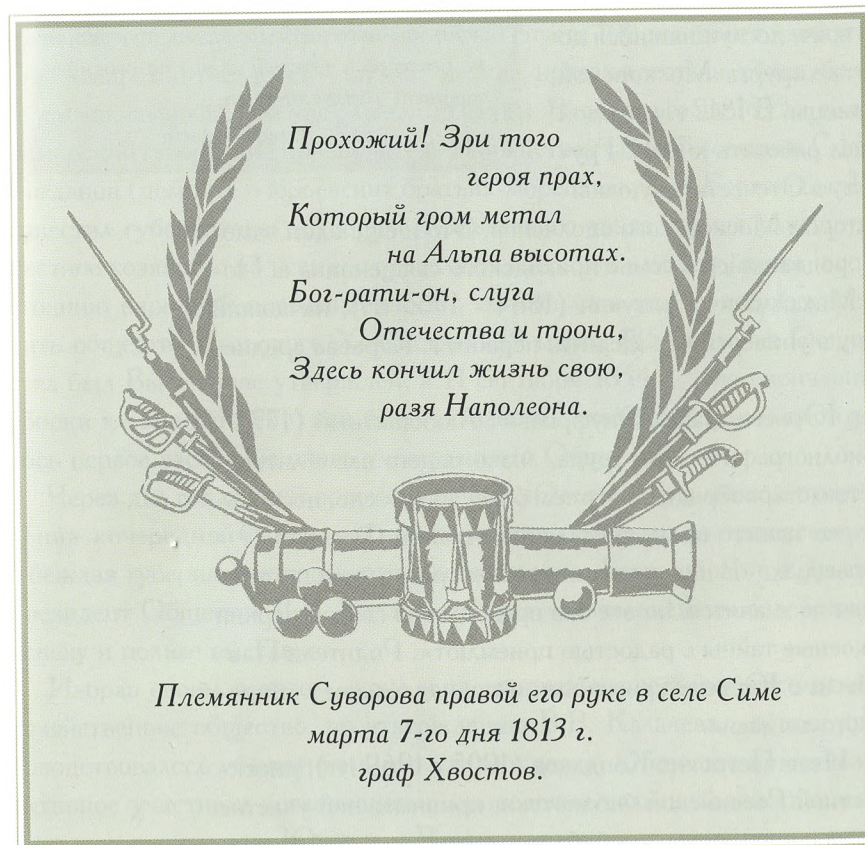 Прохожий! Зри того
героя прах,
Который гром метал
на Альпа высотах.
Бог-рати-он, слуга
Отечества и трона,
Здесь кончил жизнь свою,
разя Наполеона.
Племянник Суворова правой его руке в селе Симе
марта 7-го дня 1813 г.
граф Хвостов.